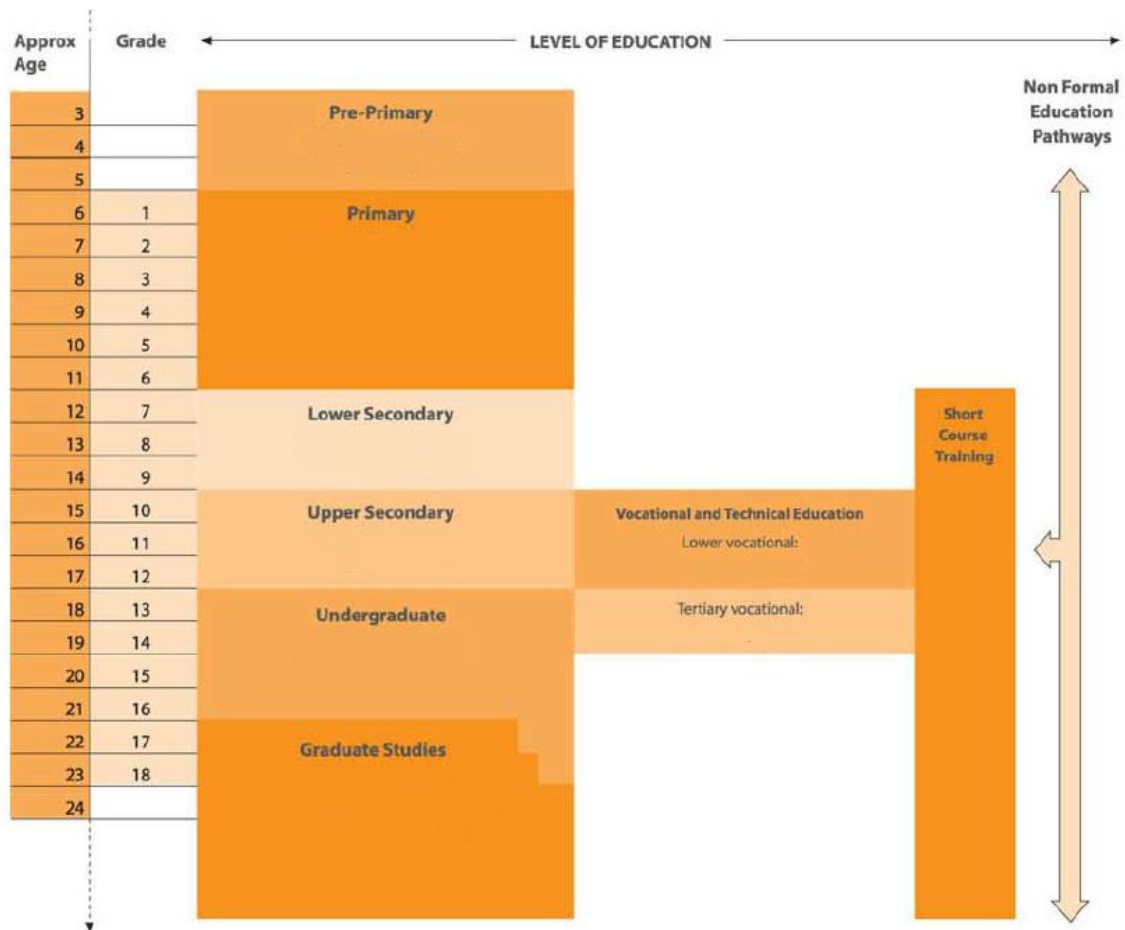 Approx Age
Grade
LEVEL OF EDUCATION
Non Formal
Education
Pathways
3
Pre-Primary
4
5
6 1
Primary
7 2
8 3
9 4
10 5
11 6
12 7
Lower Secondary
Short
Course
Training
13 8
14 9
15 10
Upper Secondary
Vocational and Technical Education
16 11
Lower vocational:
17 12
18 13
Undergraduate
Tertiary vocational:
19 14
20 15
21 16
22 17
Graduate Studies
23 18
24